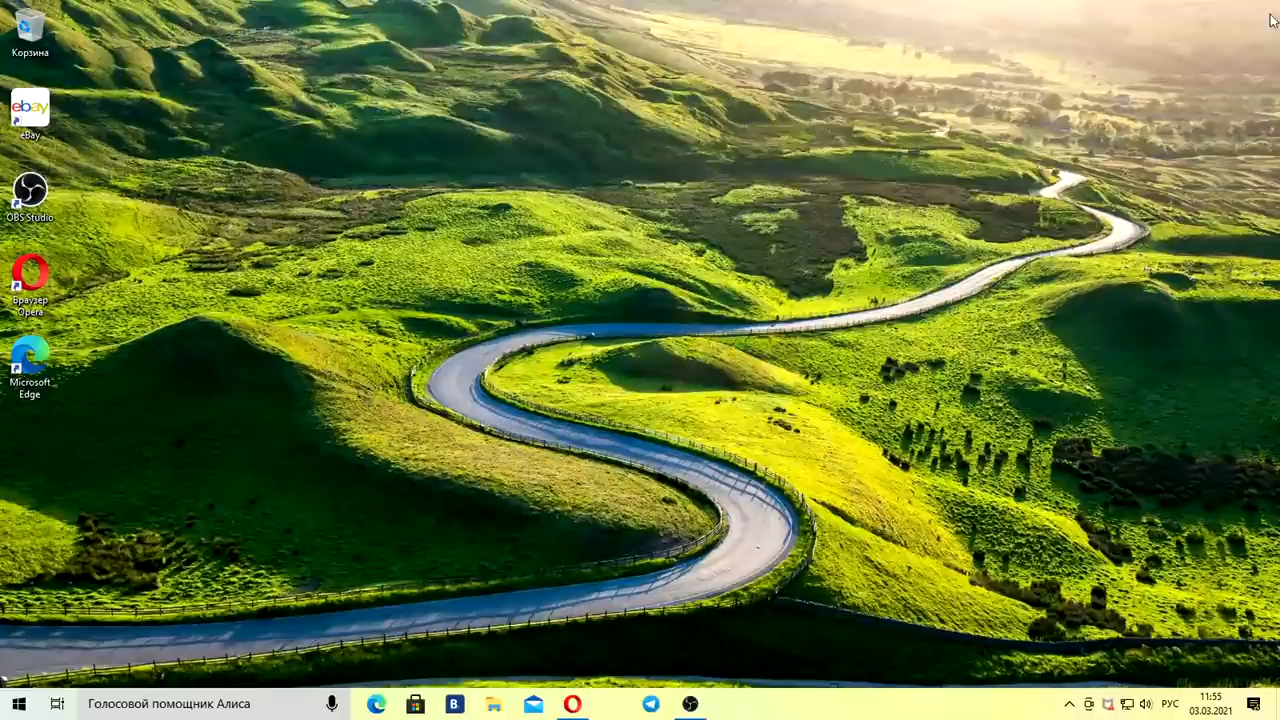 Корзина
ebay
eBay
OBS Studio
Браузер
Opera
Microsoft
Edge
Голосовой помощник Алиса
B
РУС
11:55
03.03.2021